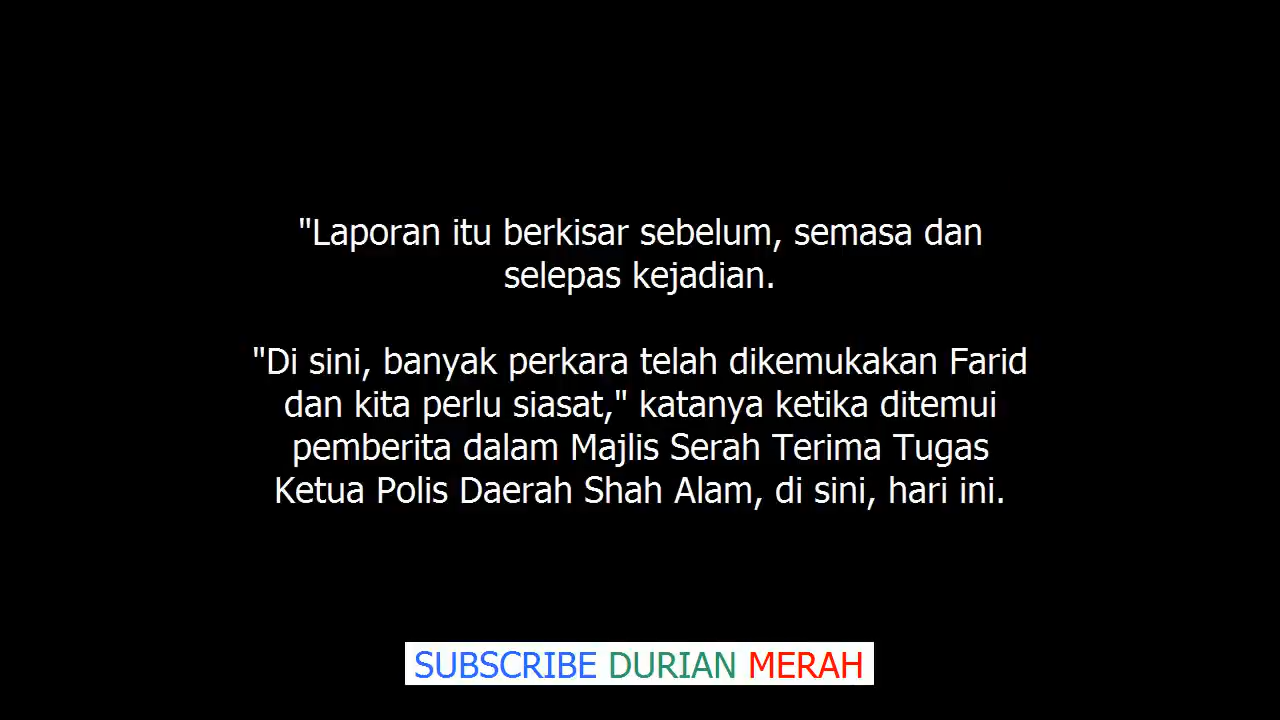 "Laporan itu berkisar sebelum, semasa dan
selepas kejadian.
"Di sini, banyak perkara telah dikemukakan Farid
dan kita perlu siasat," katanya ketika ditemui
pemberita dalam Majlis Serah Terima Tugas
Ketua Polis Daerah Shah Alam, di sini, hari ini.
SUBSCRIBE DURIAN MERAH